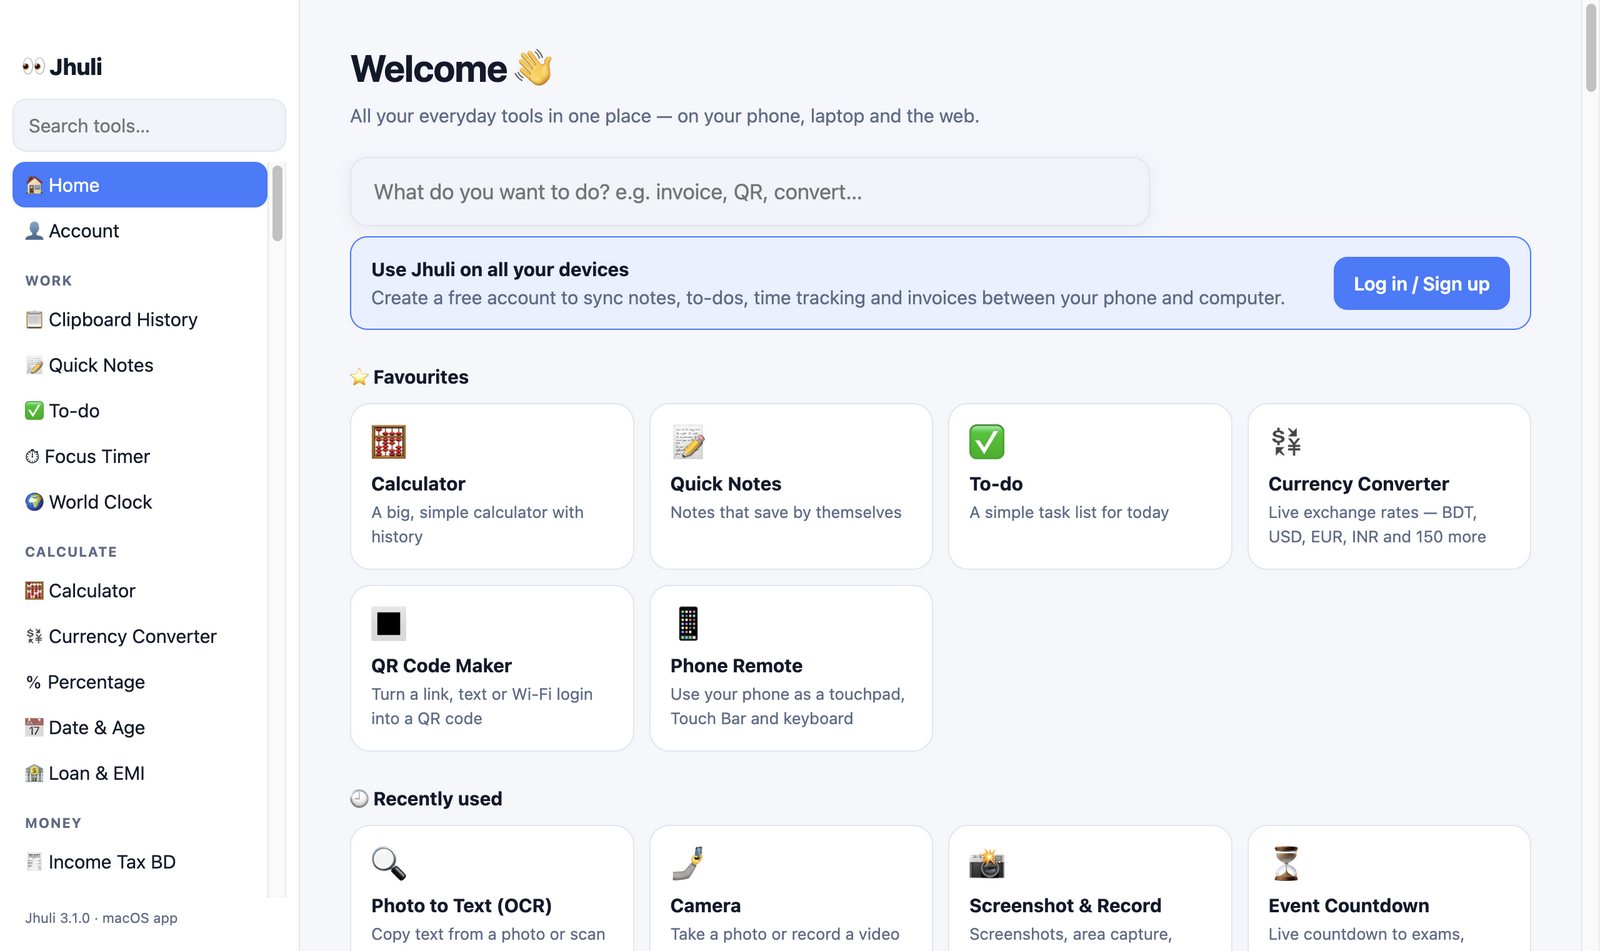 Jhuli
Search tools...
Home
Account
WORK
Clipboard History
Quick Notes
To-do
Focus Timer
World Clock
CALCULATE
Calculator
Currency Converter
% Percentage
Date & Age
Loan & EMI
MONEY
Income Tax BD
Jhuli 3.1.0 · macOS app
Welcome
All your everyday tools in one place — on your phone, laptop and the web.
What do you want to do? e.g. invoice, QR, convert...
Use Jhuli on all your devices
Create a free account to sync notes, to-dos, time tracking and invoices between your phone and computer.
Log in / Sign up
Favourites
Calculator
A big, simple calculator with
history
Quick Notes
Notes that save by themselves
To-do
A simple task list for today
Currency Converter
Live exchange rates — BDT,
USD, EUR, INR and 150 more
QR Code Maker
Turn a link, text or Wi-Fi login
into a QR code
Phone Remote
Use your phone as a touchpad,
Touch Bar and keyboard
Recently used
Photo to Text (OCR)
Copy text from a photo or scan
Camera
Take a photo or record a video
Screenshot & Record
Screenshots, area capture,
Event Countdown
Live countdown to exams,